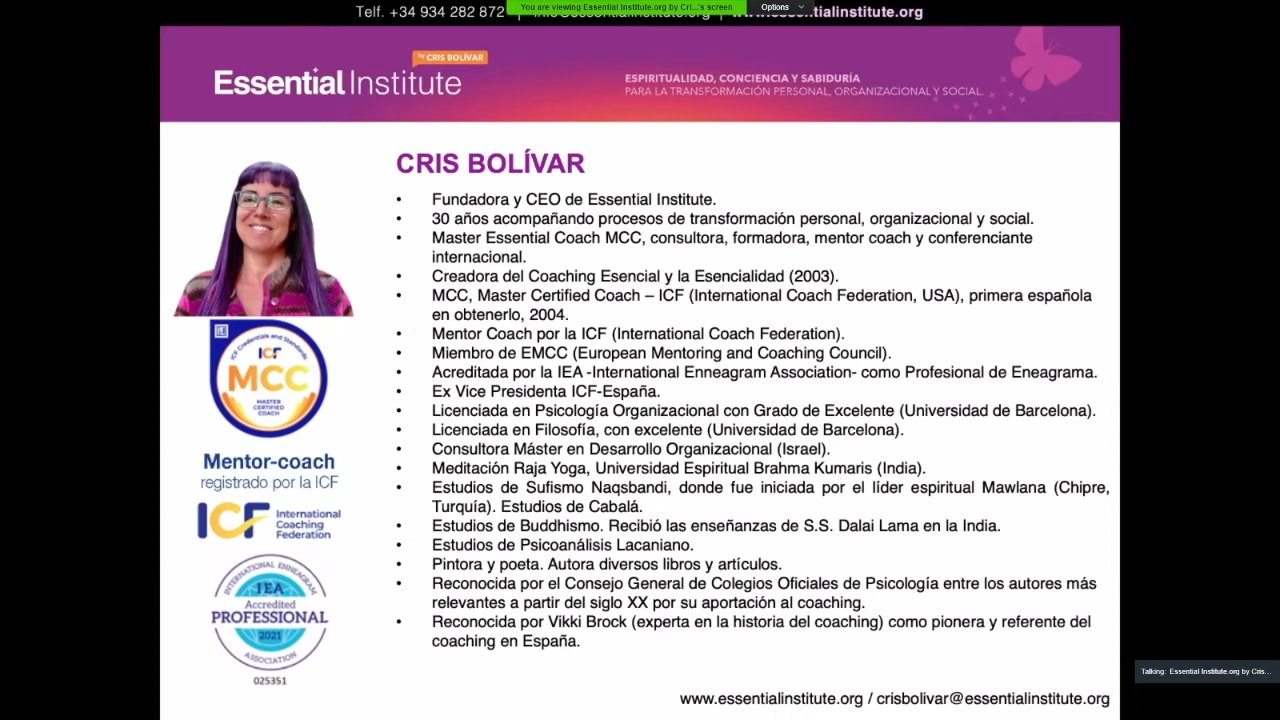 Telf. +34 934 282 872 | info@essentialinstitute.org | www.essentialinstitute.org
You are viewing Essential Institute.org by Cri...'s screen
Options
by CRIS BOLÍVAR
Essential Institute
ESPIRITUALIDAD, CONCIENCIA Y SABIDURÍA
PARA LA TRANSFORMACIÓN PERSONAL, ORGANIZACIONAL Y SOCIAL.
CRIS BOLÍVAR
• Fundadora y CEO de Essential Institute.
• 30 años acompañando procesos de transformación personal, organizacional y social.
• Master Essential Coach MCC, consultora, formadora, mentor coach y conferenciante
internacional.
• Creadora del Coaching Esencial y la Esencialidad (2003).
• MCC, Master Certified Coach – ICF (International Coach Federation, USA), primera española
en obtenerlo, 2004.
• Mentor Coach por la ICF (International Coach Federation).
• Miembro de EMCC (European Mentoring and Coaching Council).
• Acreditada por la IEA -International Enneagram Association- como Profesional de Eneagrama.
• Ex Vice Presidenta ICF-España.
• Licenciada en Psicología Organizacional con Grado de Excelente (Universidad de Barcelona).
• Licenciada en Filosofía, con excelente (Universidad de Barcelona).
• Consultora Máster en Desarrollo Organizacional (Israel).
• Meditación Raja Yoga, Universidad Espiritual Brahma Kumaris (India).
• Estudios de Sufismo Naqsbandi, donde fue iniciada por el líder espiritual Mawlana (Chipre,
Turquía). Estudios de Cabalá.
• Estudios de Buddhismo. Recibió las enseñanzas de S.S. Dalai Lama en la India.
• Estudios de Psicoanálisis Lacaniano.
• Pintora y poeta. Autora diversos libros y artículos.
• Reconocida por el Consejo General de Colegios Oficiales de Psicología entre los autores más
relevantes a partir del siglo XX por su aportación al coaching.
• Reconocida por Vikki Brock (experta en la historia del coaching) como pionera y referente del
coaching en España.
ICF Credentials and Standards
ICF
MCC
MASTER
CERTIFIED
COACH
Mentor-coach
registrado por la ICF
ICF
International
Coaching
Federation
INTERNATIONAL ENNEAGRAM
IEA
Accredited
PROFESSIONAL
2021
ASSOCIATION
025351
www.essentialinstitute.org / crisbolivar@essentialinstitute.org
Talking: Essential Institute.org by Cris...